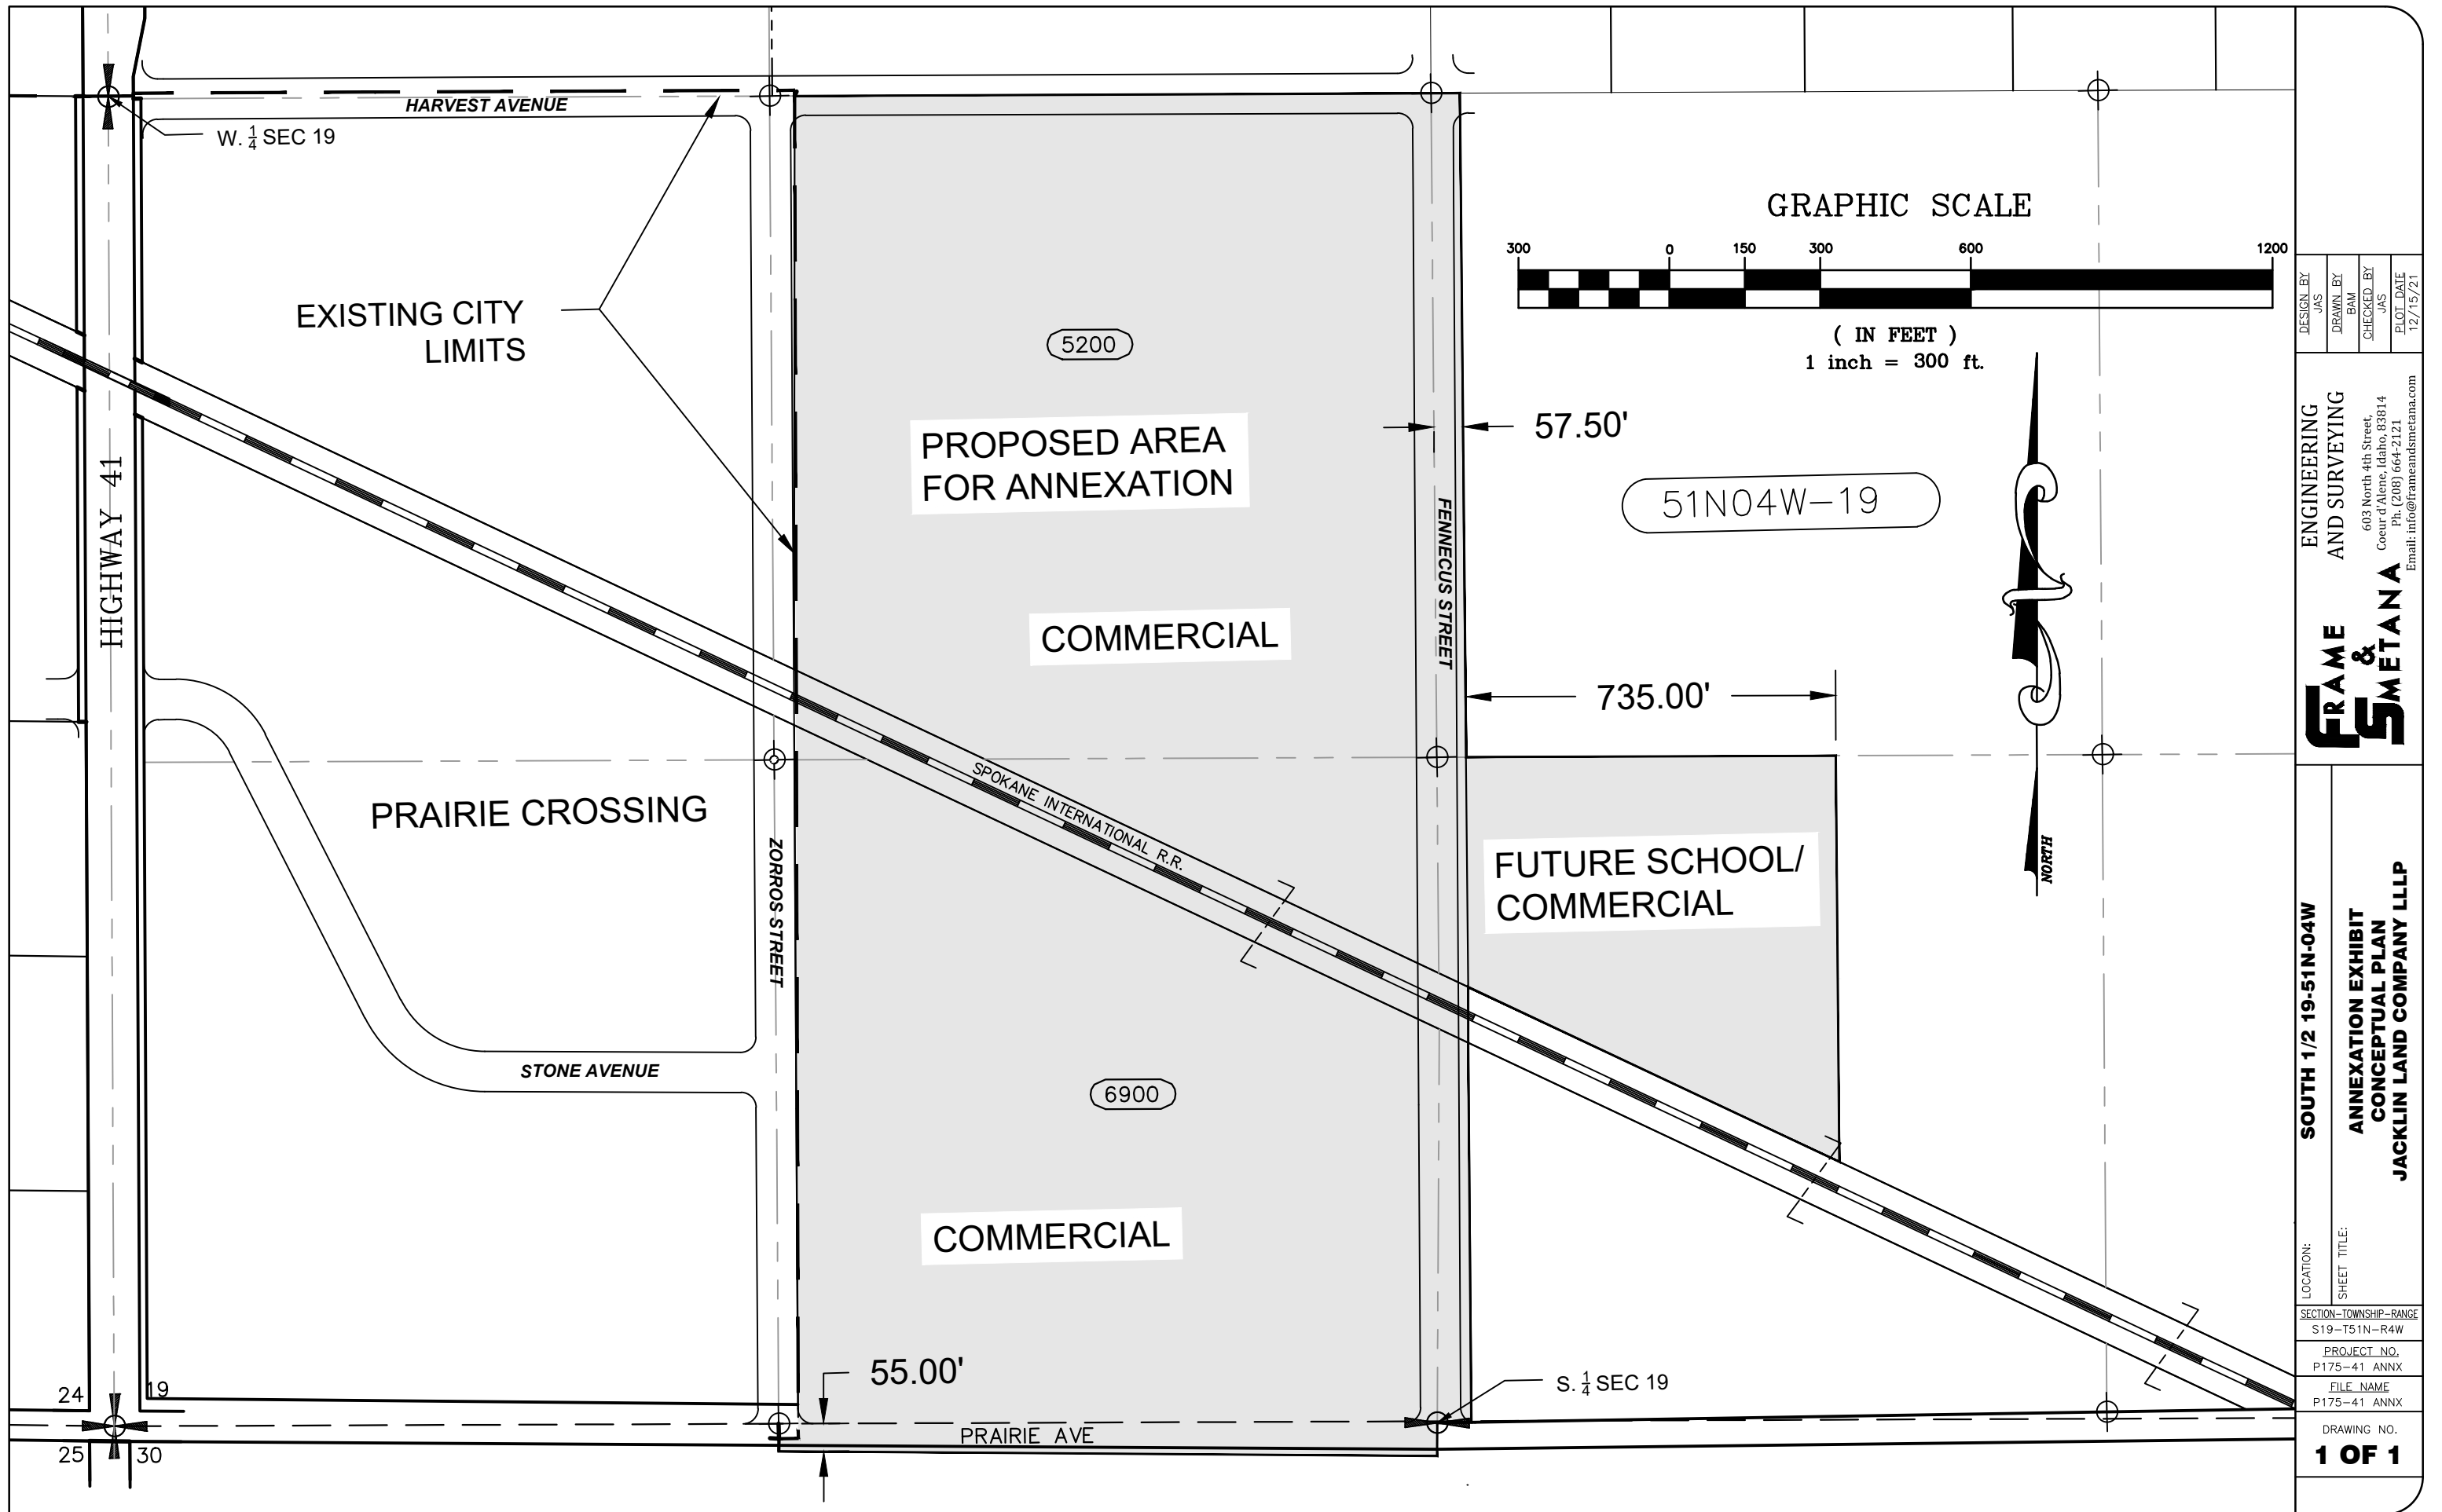 HARVEST AVENUE
W. 1/4 SEC 19
EXISTING CITY
LIMITS
HIGHWAY 41
5200
PROPOSED AREA
FOR ANNEXATION
COMMERCIAL
FENNECUS STREET
57.50'
GRAPHIC SCALE
300 0 150 300 600 1200
( IN FEET )
1 inch = 300 ft.
51N04W-19
735.00'
NORTH
PRAIRIE CROSSING
ZORROS STREET
SPOKANE INTERNATIONAL R.R.
FUTURE SCHOOL/
COMMERCIAL
STONE AVENUE
6900
COMMERCIAL
55.00'
PRAIRIE AVE
S. 1/4 SEC 19
24 19
25 30
DESIGN BY
JAS
DRAWN BY
BAM
CHECKED BY
JAS
PLOT DATE
12/15/21
ENGINEERING
AND SURVEYING
603 North 4th Street,
Coeur d'Alene, Idaho, 83814
Ph. (208) 664-2121
Email: info@frameandsmetana.com
FRAME
&
SMETANA
LOCATION:
SOUTH 1/2 19-51N-04W
SHEET TITLE:
ANNEXATION EXHIBIT
CONCEPTUAL PLAN
JACKLIN LAND COMPANY LLLP
SECTION-TOWNSHIP-RANGE
S19-T51N-R4W
PROJECT NO.
P175-41 ANNX
FILE NAME
P175-41 ANNX
DRAWING NO.
1 OF 1